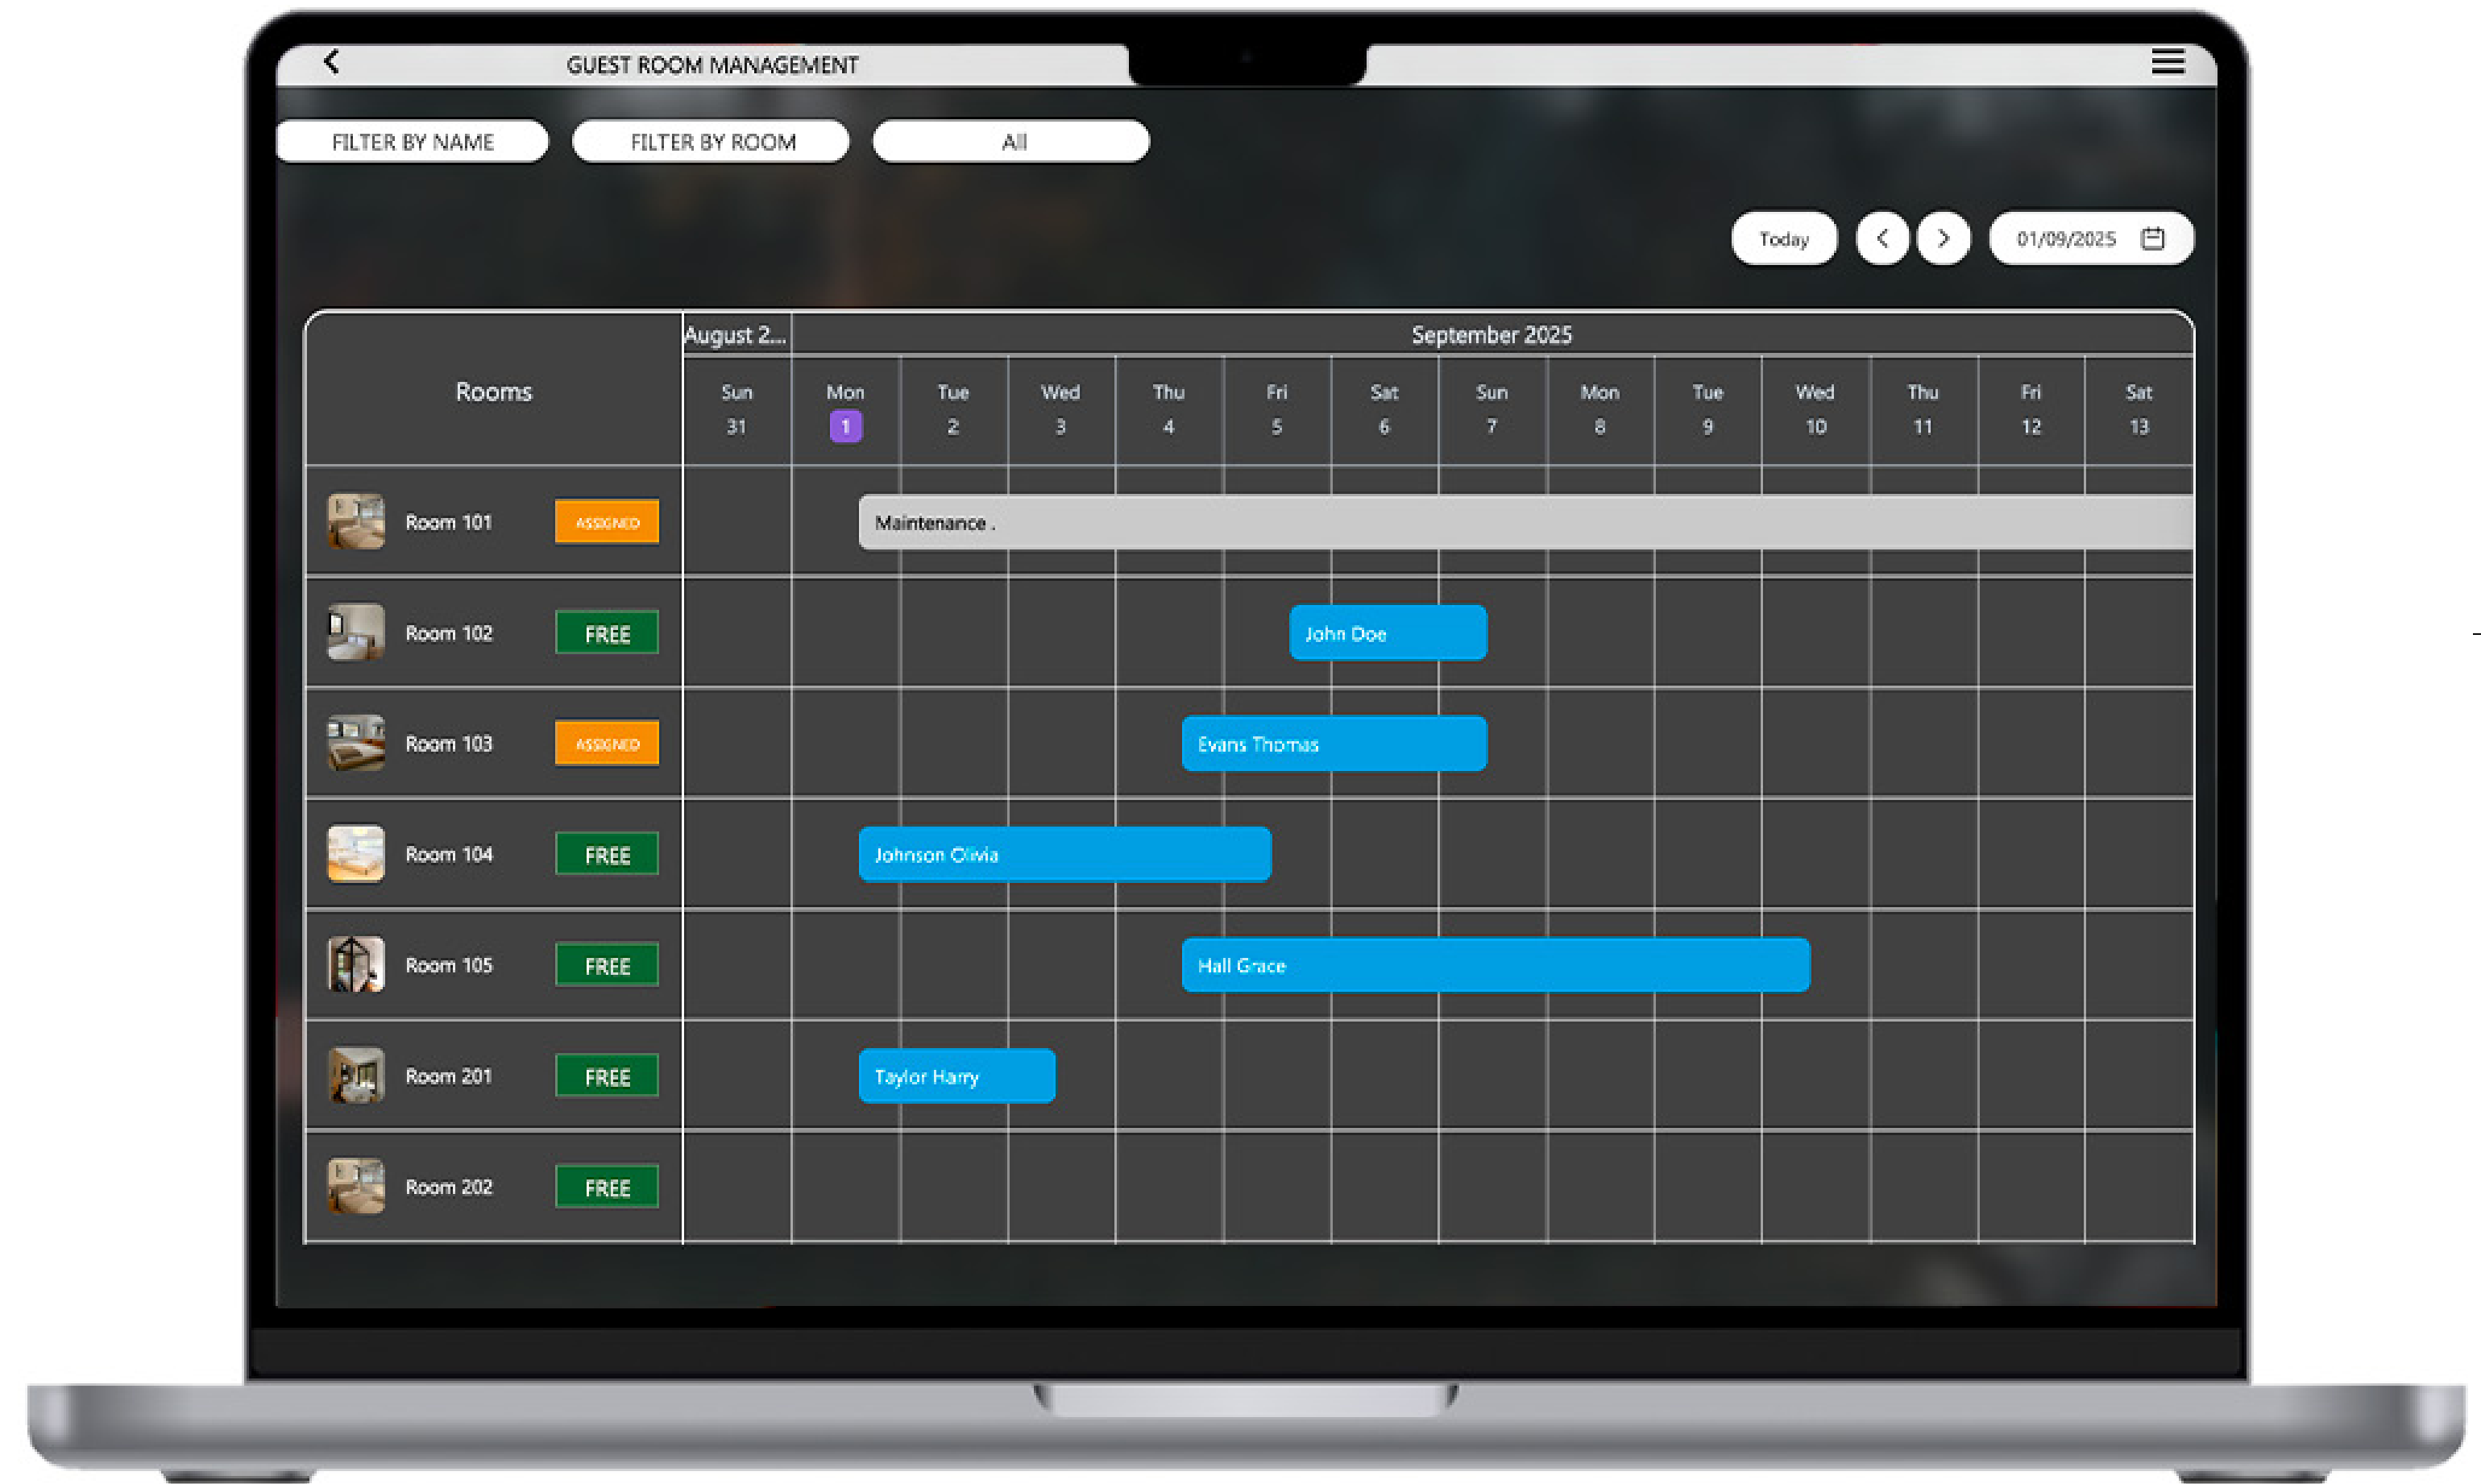 GUEST ROOM MANAGEMENT
FILTER BY NAME FILTER BY ROOM All
Today 01/09/2025
Rooms August 2... September 2025
Sun Mon Tue Wed Thu Fri Sat Sun Mon Tue Wed Thu Fri Sat
31 1 2 3 4 5 6 7 8 9 10 11 12 13
Room 101 ASSIGNED Maintenance .
Room 102 FREE John Doe
Room 103 ASSIGNED Evans Thomas
Room 104 FREE Johnson Olivia
Room 105 FREE Hall Grace
Room 201 FREE Taylor Harry
Room 202 FREE